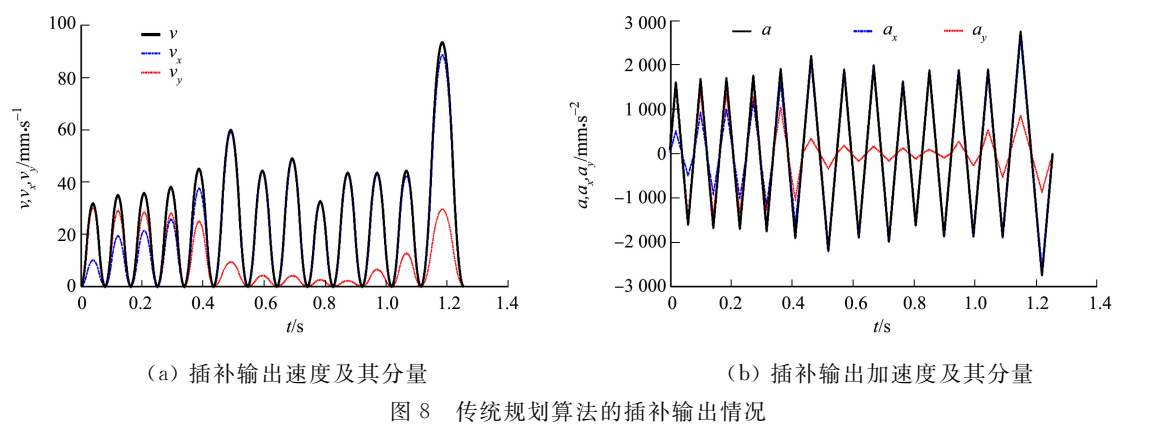 v,vₓ,v_y/mm·s⁻¹
100
80
60
40
20
0
v
vₓ
v_y
0 0.2 0.4 0.6 0.8 1.0 1.2 1.4
t/s
(a) 插补输出速度及其分量
a,aₓ,a_y/mm·s⁻²
3 000
2 000
1 000
0
−1 000
−2 000
−3 000
a aₓ a_y
0 0.2 0.4 0.6 0.8 1.0 1.2 1.4
t/s
(b) 插补输出加速度及其分量
图 8 传统规划算法的插补输出情况